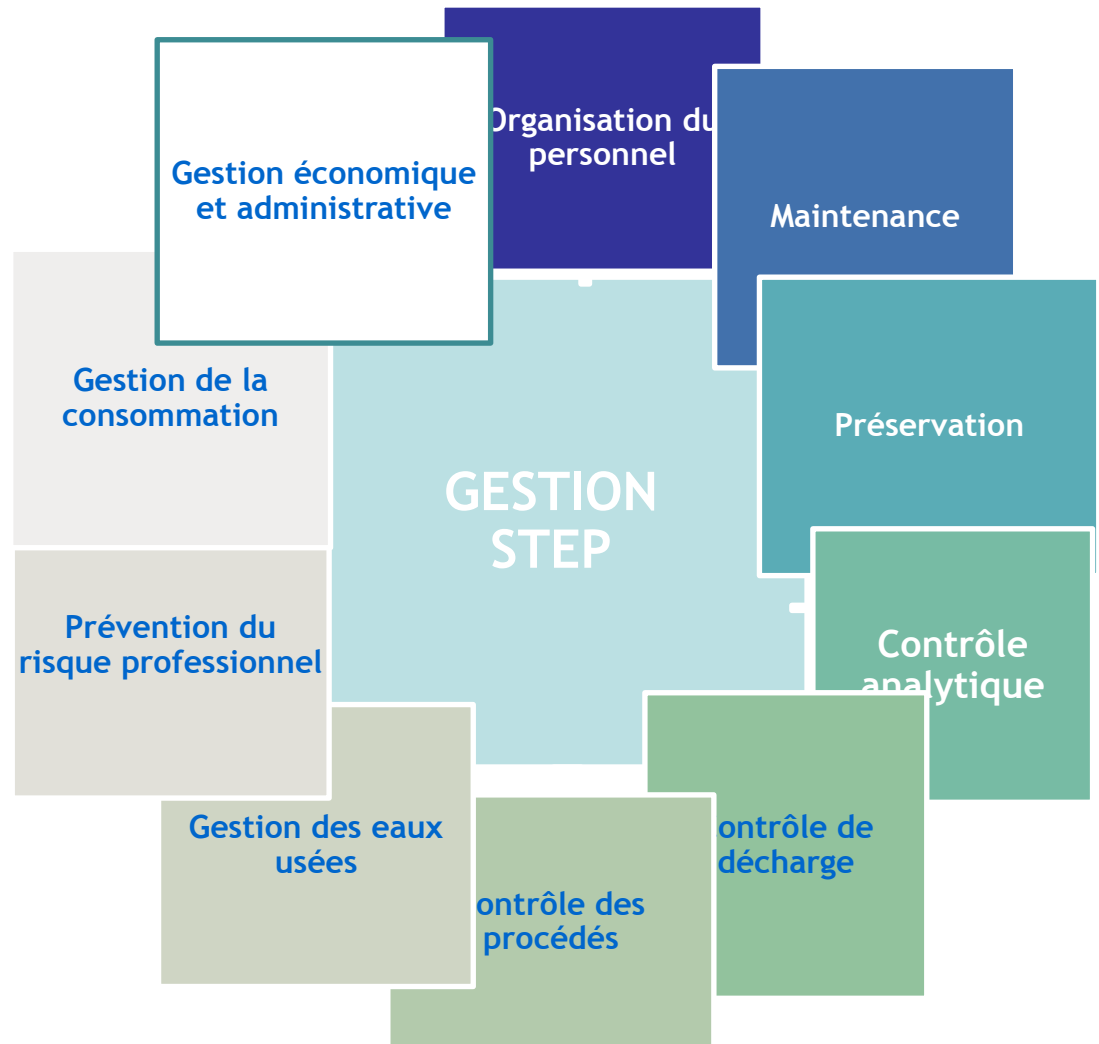 Organisation du
personnel
Gestion économique
et administrative
Maintenance
Gestion de la
consommation
Préservation
GESTION
STEP
Prévention du
risque professionnel
Contrôle
analytique
Gestion des eaux
usées
ontrôle de
décharge
ontrôle des
procédés